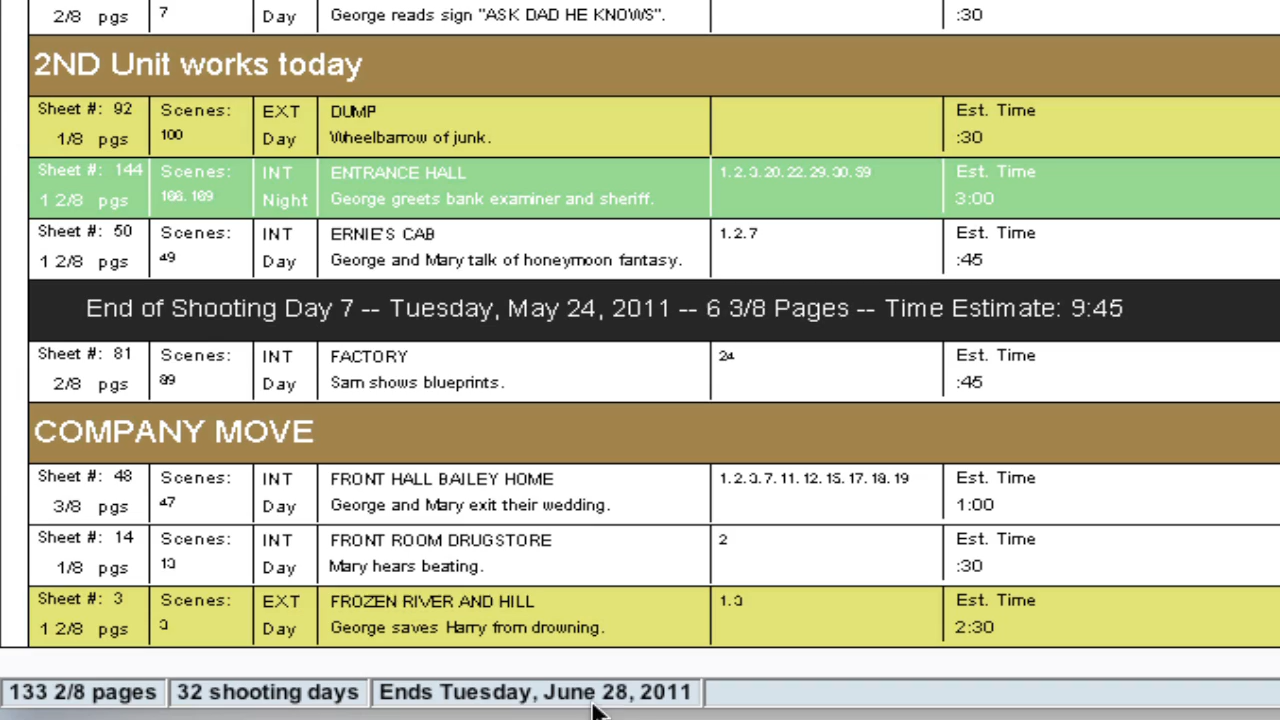 2/8 pgs 7 Day George reads sign "ASK DAD HE KNOWS". :30
2ND Unit works today
Sheet #: 92 Scenes: EXT DUMP Est. Time
1/8 pgs 100 Day Wheelbarrow of junk. :30
Sheet #: 144 Scenes: INT ENTRANCE HALL 1.2.3.20.22.29.30.59 Est. Time
1 2/8 pgs 166. 169 Night George greets bank examiner and sheriff. 3:00
Sheet #: 50 Scenes: INT ERNIE'S CAB 1.2.7 Est. Time
1 2/8 pgs 49 Day George and Mary talk of honeymoon fantasy. :45
End of Shooting Day 7 -- Tuesday, May 24, 2011 -- 6 3/8 Pages -- Time Estimate: 9:45
Sheet #: 81 Scenes: INT FACTORY 24 Est. Time
2/8 pgs 89 Day Sam shows blueprints. :45
COMPANY MOVE
Sheet #: 48 Scenes: INT FRONT HALL BAILEY HOME 1.2.3.7.11.12.15.17.18.19 Est. Time
3/8 pgs 47 Day George and Mary exit their wedding. 1:00
Sheet #: 14 Scenes: INT FRONT ROOM DRUGSTORE 2 Est. Time
1/8 pgs 13 Day Mary hears beating. :30
Sheet #: 3 Scenes: EXT FROZEN RIVER AND HILL 1.3 Est. Time
1 2/8 pgs 3 Day George saves Harry from drowning. 2:30
133 2/8 pages 32 shooting days Ends Tuesday, June 28, 2011